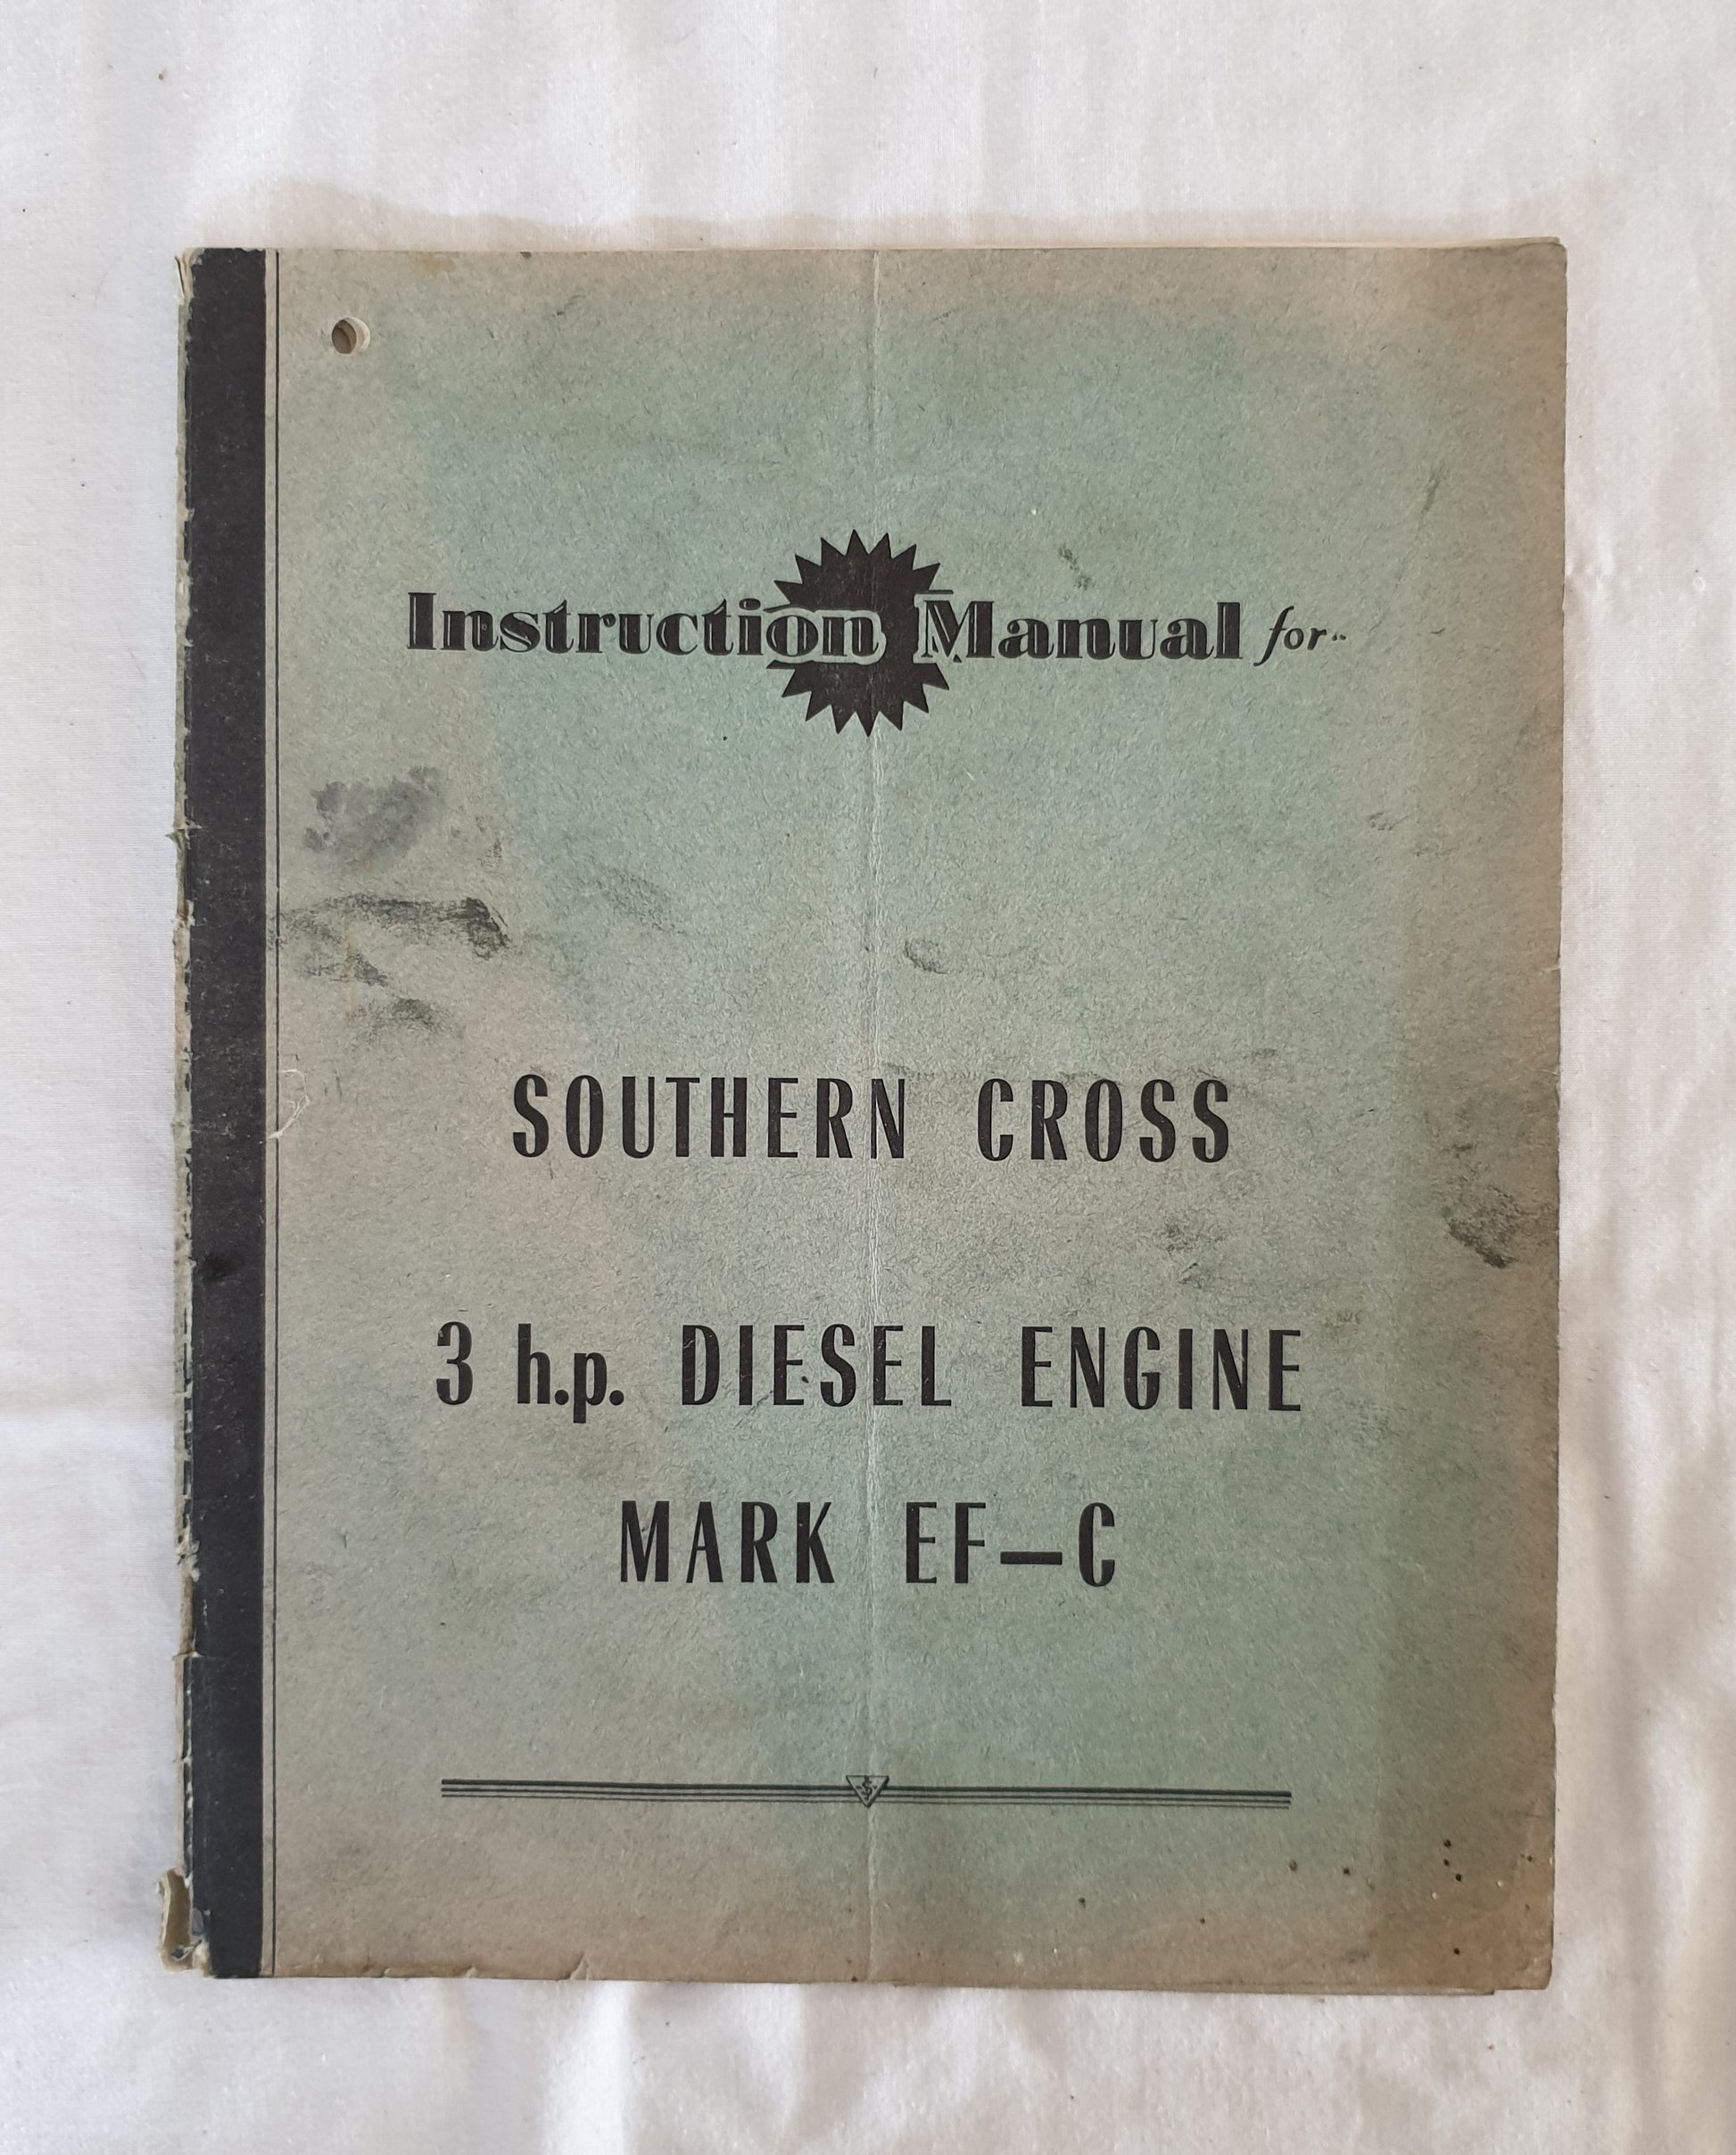 Instruction Manual for..
SOUTHERN CROSS
3 h.p. DIESEL ENGINE
MARK EF—C